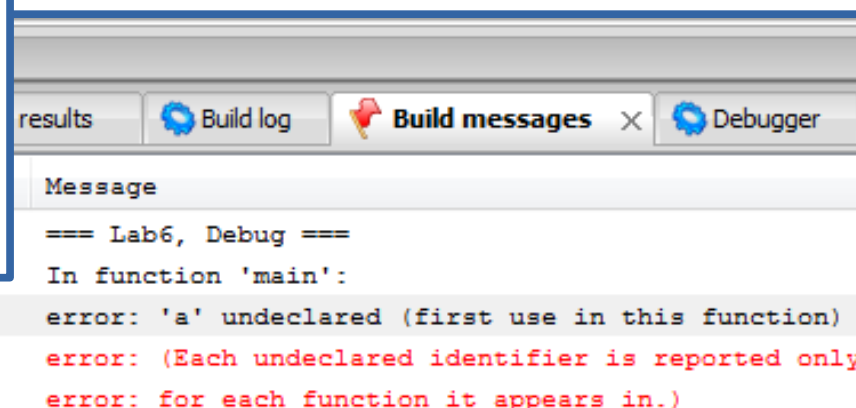 results Build log Build messages Debugger
Message
=== Lab6, Debug ===
In function 'main':
error: 'a' undeclared (first use in this function)
error: (Each undeclared identifier is reported only
error: for each function it appears in.)